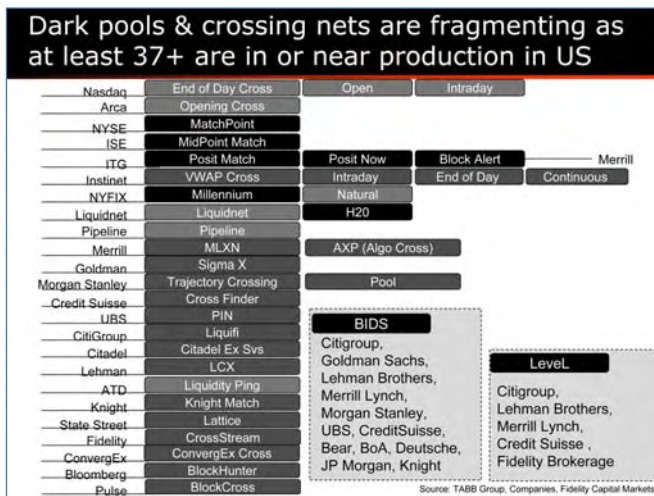 Dark pools & crossing nets are fragmenting as
at least 37+ are in or near production in US
Nasdaq End of Day Cross Open Intraday
Arca Opening Cross
NYSE MatchPoint
ISE MidPoint Match
ITG Posit Match Posit Now Block Alert Merrill
Instinet VWAP Cross Intraday End of Day Continuous
NYFIX Millennium Natural
Liquidnet Liquidnet H20
Pipeline Pipeline
Merrill MLXN AXP (Algo Cross)
Goldman Sigma X
Morgan Stanley Trajectory Crossing Pool
Credit Suisse Cross Finder
UBS PIN
CitiGroup Liquifi
Citadel Citadel Ex Svs
Lehman LCX
ATD Liquidity Ping
Knight Knight Match
State Street Lattice
Fidelity CrossStream
ConvergEx ConvergEx Cross
Bloomberg BlockHunter
Pulse BlockCross
BIDS
Citigroup,
Goldman Sachs,
Lehman Brothers,
Merrill Lynch,
Morgan Stanley,
UBS, CreditSuisse,
Bear, BoA, Deutsche,
JP Morgan, Knight
LeveL
Citigroup,
Lehman Brothers,
Merrill Lynch,
Credit Suisse ,
Fidelity Brokerage
Source: TABB Group, Companies, Fidelity Capital Markets